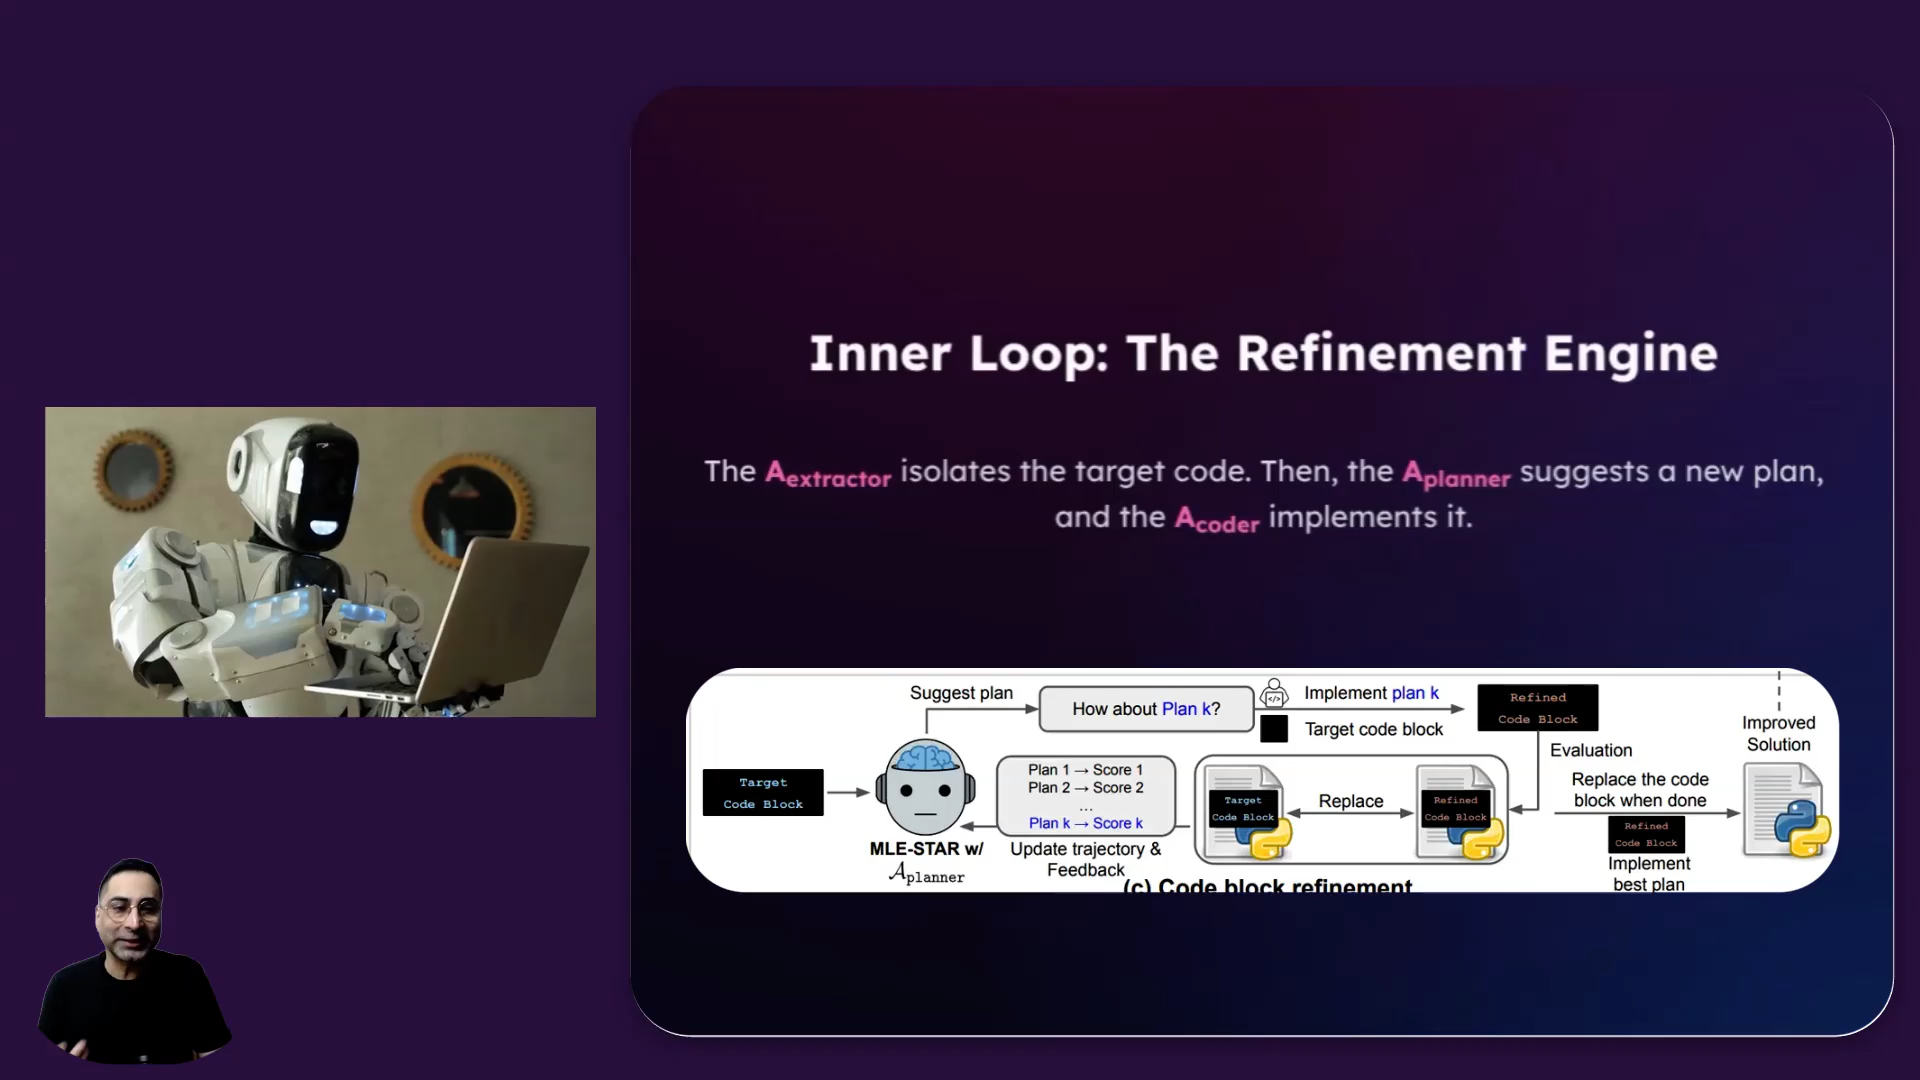 Inner Loop: The Refinement Engine
The Aextractor isolates the target code. Then, the Aplanner suggests a new plan,
and the Acoder implements it.
Suggest plan
How about Plan k?
</>
Implement plan k
Target code block
Refined
Code Block
Evaluation
Improved
Solution
Target
Code Block
MLE-STAR w/
Aplanner
Plan 1 → Score 1
Plan 2 → Score 2
...
Plan k → Score k
Update trajectory &
Feedback
Target
Code Block
Replace
Refined
Code Block
Replace the code
block when done
Refined
Code Block
Implement
best plan
(c) Code block refinement